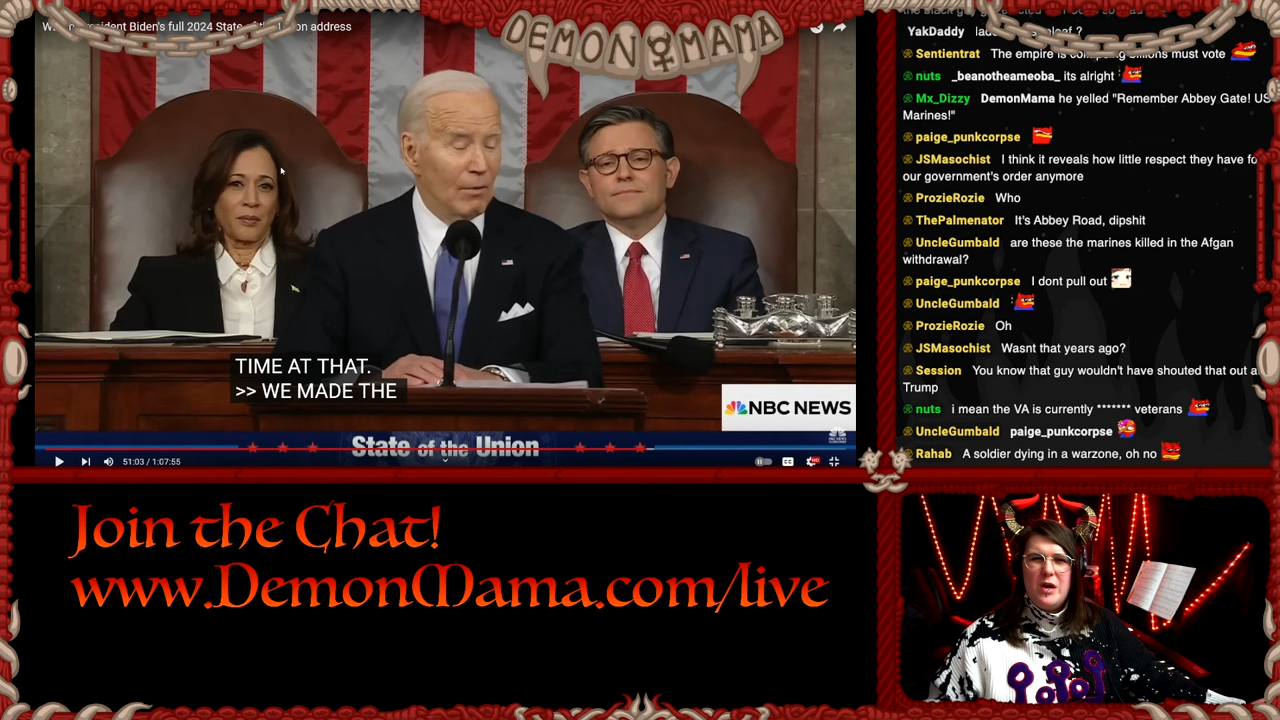 President Biden's full 2024 State
address
DEMON MAMA
YakDaddy
Sentientrat The empire is must vote
nuts _beanotheameoba_ its alright
Mx_Dizzy DemonMama he yelled "Remember Abbey Gate! US
Marines!"
paige_punkcorpse
JSMasochist I think it reveals how little respect they have fo
our government's order anymore
ProzieRozie Who
ThePalmenator It's Abbey Road, dipshit
UncleGumbald are these the marines killed in the Afgan
withdrawal?
paige_punkcorpse I dont pull out
UncleGumbald
ProzieRozie Oh
JSMasochist Wasnt that years ago?
Session You know that guy wouldn't have shouted that out a
Trump
nuts i mean the VA is currently ******* veterans
UncleGumbald paige_punkcorpse
Rahab A soldier dying in a warzone, oh no
TIME AT THAT.
>> WE MADE THE
NBC NEWS
State of the Union
51:03 / 1:07:55
CC
HD
Join the Chat!
www.DemonMama.com/live